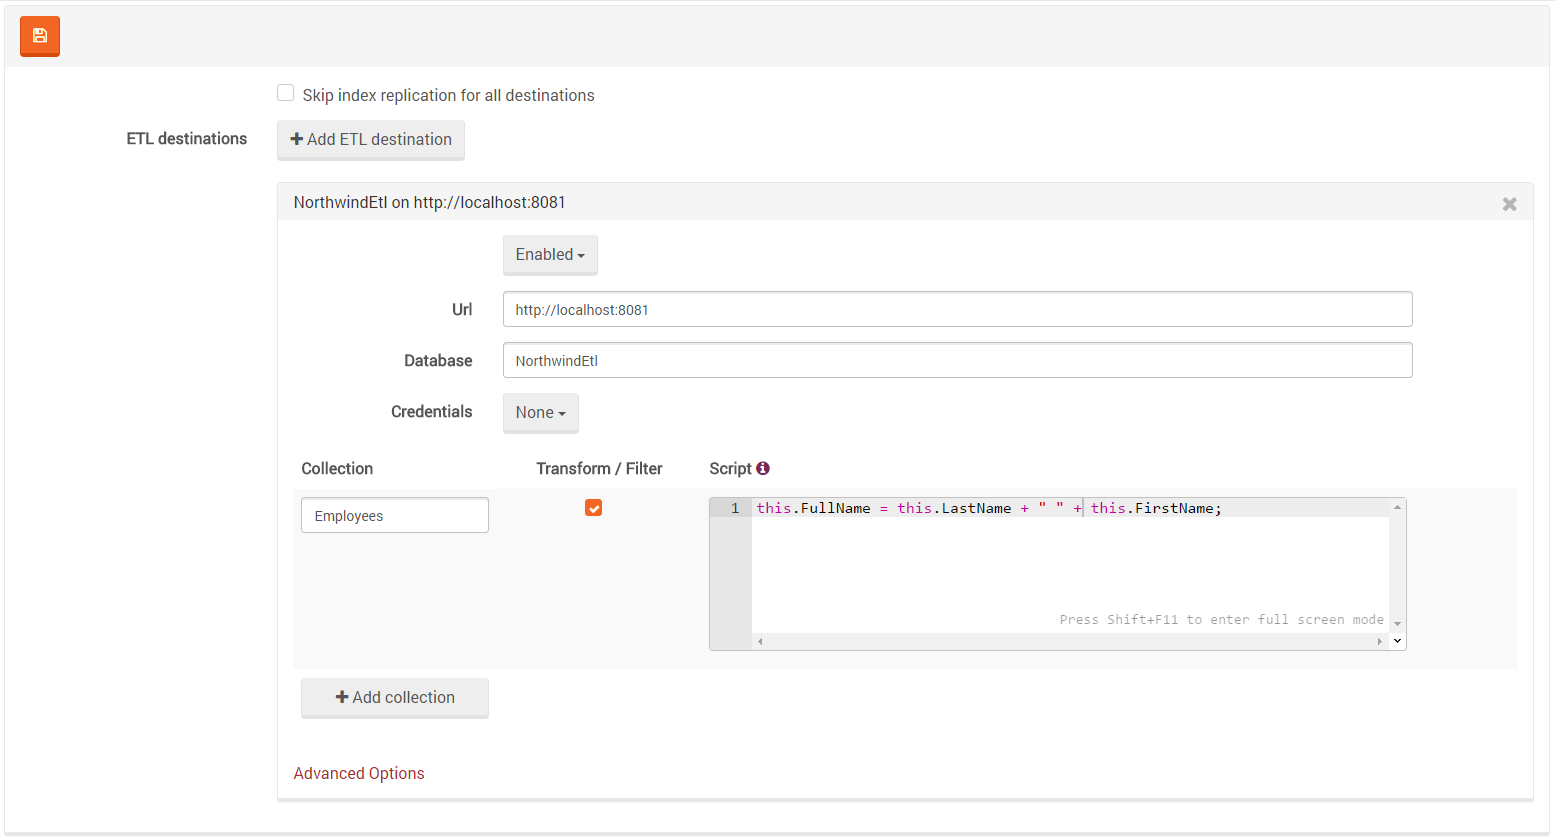 Skip index replication for all destinations
ETL destinations
Add ETL destination
NorthwindEtl on http://localhost:8081
Enabled
Url
http://localhost:8081
Database
NorthwindEtl
Credentials
None
Collection
Transform / Filter
Script
Employees
1
this.FullName = this.LastName + " " + this.FirstName;
Press Shift+F11 to enter full screen mode
Add collection
Advanced Options